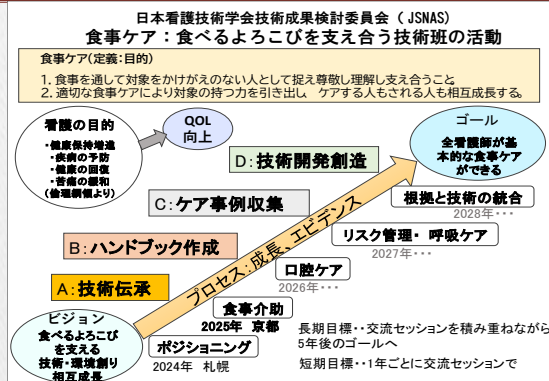 日本看護技術学会技術成果検討委員会（JSNAS)
食事ケア：食べるよろこびを支え合う技術班の活動
食事ケア(定義:目的)
1. 食事を通して対象をかけがえのない人として捉え尊敬し理解し支え合うこと
2. 適切な食事ケアにより対象の持つ力を引き出し　ケアする人もされる人も相互成長する。
看護の目的
・健康保持増進
・疾病の予防
・健康の回復
・苦痛の緩和
(倫理綱領より)
QOL
向上
ゴール
全看護師が基
本的な食事ケア
ができる
D：技術開発創造
C：ケア事例収集
B：ハンドブック作成
A：技術伝承
プロセス：成長、エビデンス
根拠と技術の統合
2028年・・・
リスク管理・ 呼吸ケア
2027年・・・
口腔ケア
2026年・・・
食事介助
2025年 京都
ポジショニング
2024年 札幌
ビジョン
食べるよろこび
を支える
技術・環境創り
相互成長
長期目標・・交流セッションを積み重ねながら
5年後のゴールへ
短期目標・・1年ごとに交流セッションで